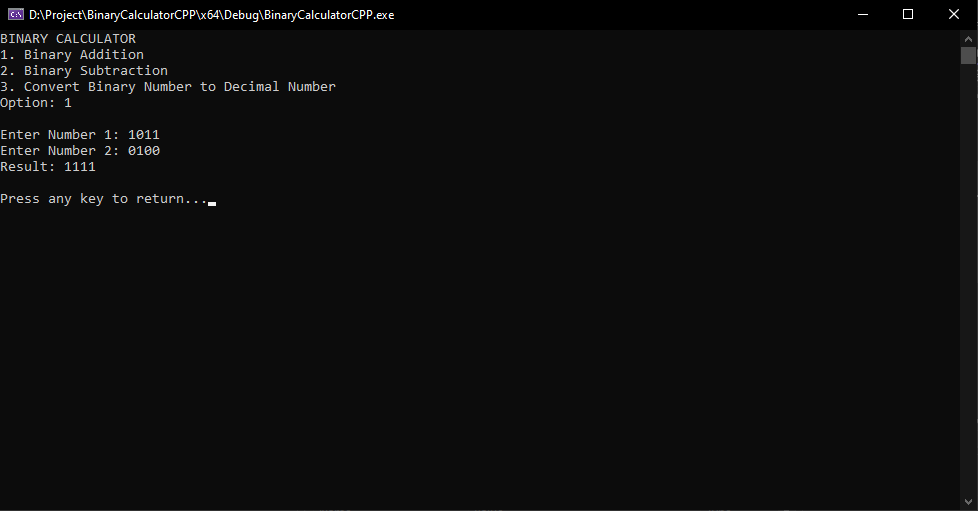 D:\Project\BinaryCalculatorCPP\x64\Debug\BinaryCalculatorCPP.exe
BINARY CALCULATOR
1. Binary Addition
2. Binary Subtraction
3. Convert Binary Number to Decimal Number
Option: 1
Enter Number 1: 1011
Enter Number 2: 0100
Result: 1111
Press any key to return...